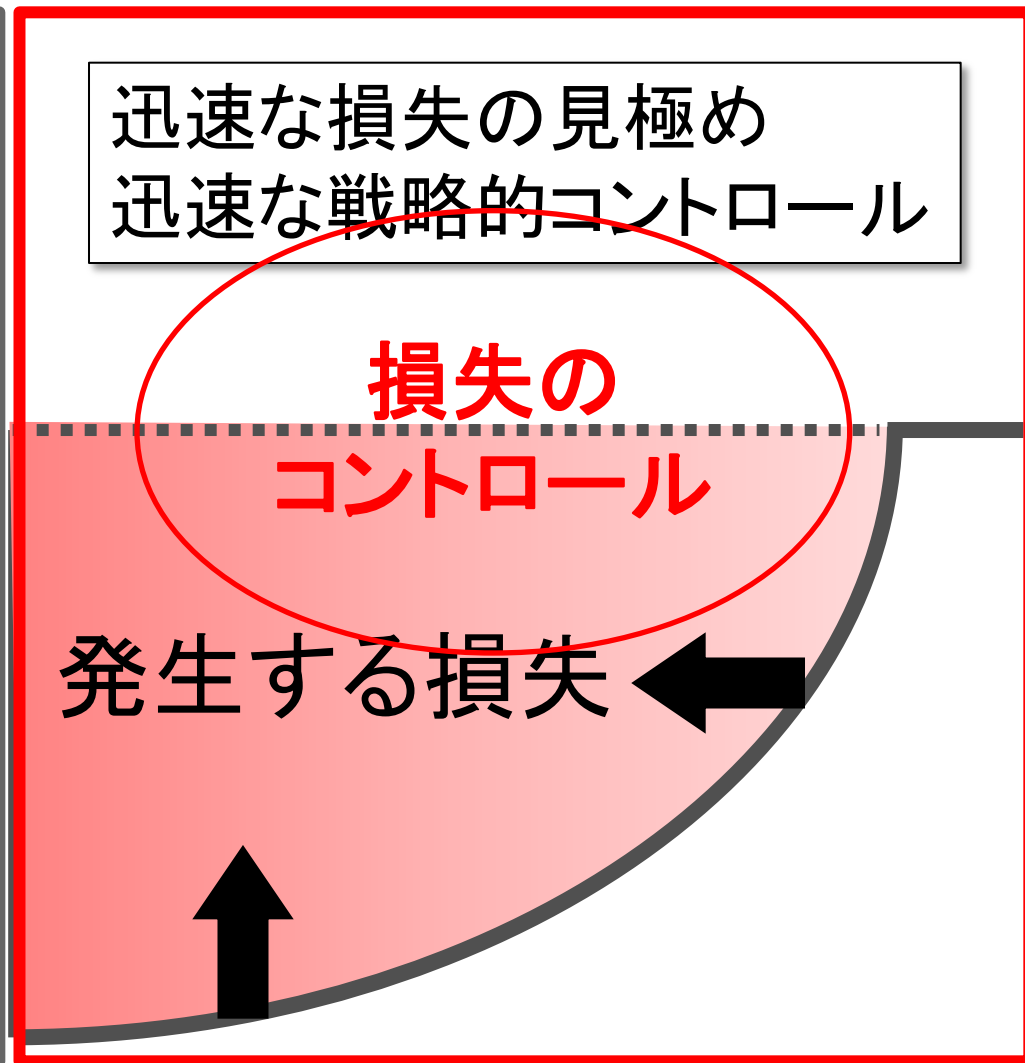 迅速な損失の見極め
迅速な戦略的コントロール
損失の
コントロール
発生する損失